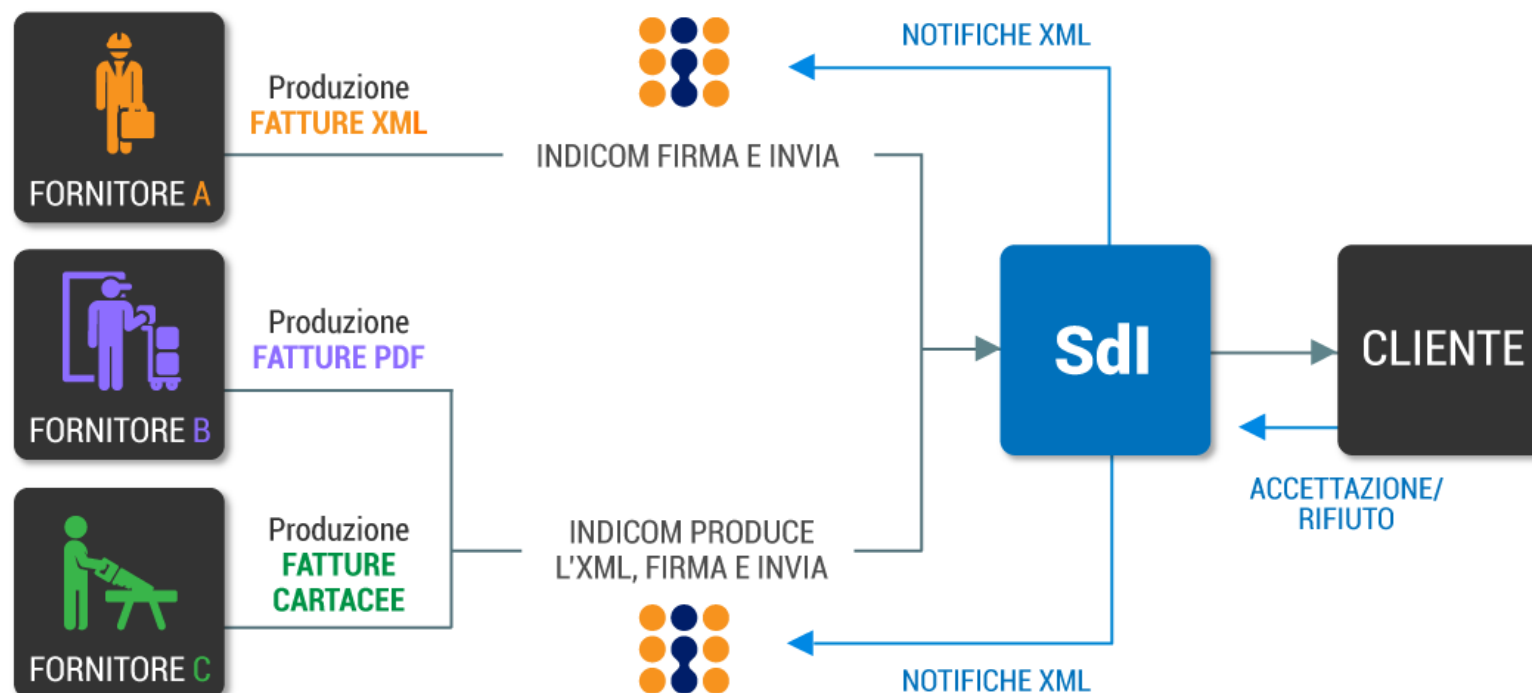 NOTIFICHE XML
Produzione
FATTURE XML
INDICOM FIRMA E INVIA
FORNITORE A
Produzione
FATTURE PDF
SdI
CLIENTE
FORNITORE B
ACCETTAZIONE/
RIFIUTO
Produzione
FATTURE
CARTACEE
INDICOM PRODUCE
L'XML, FIRMA E INVIA
FORNITORE C
NOTIFICHE XML